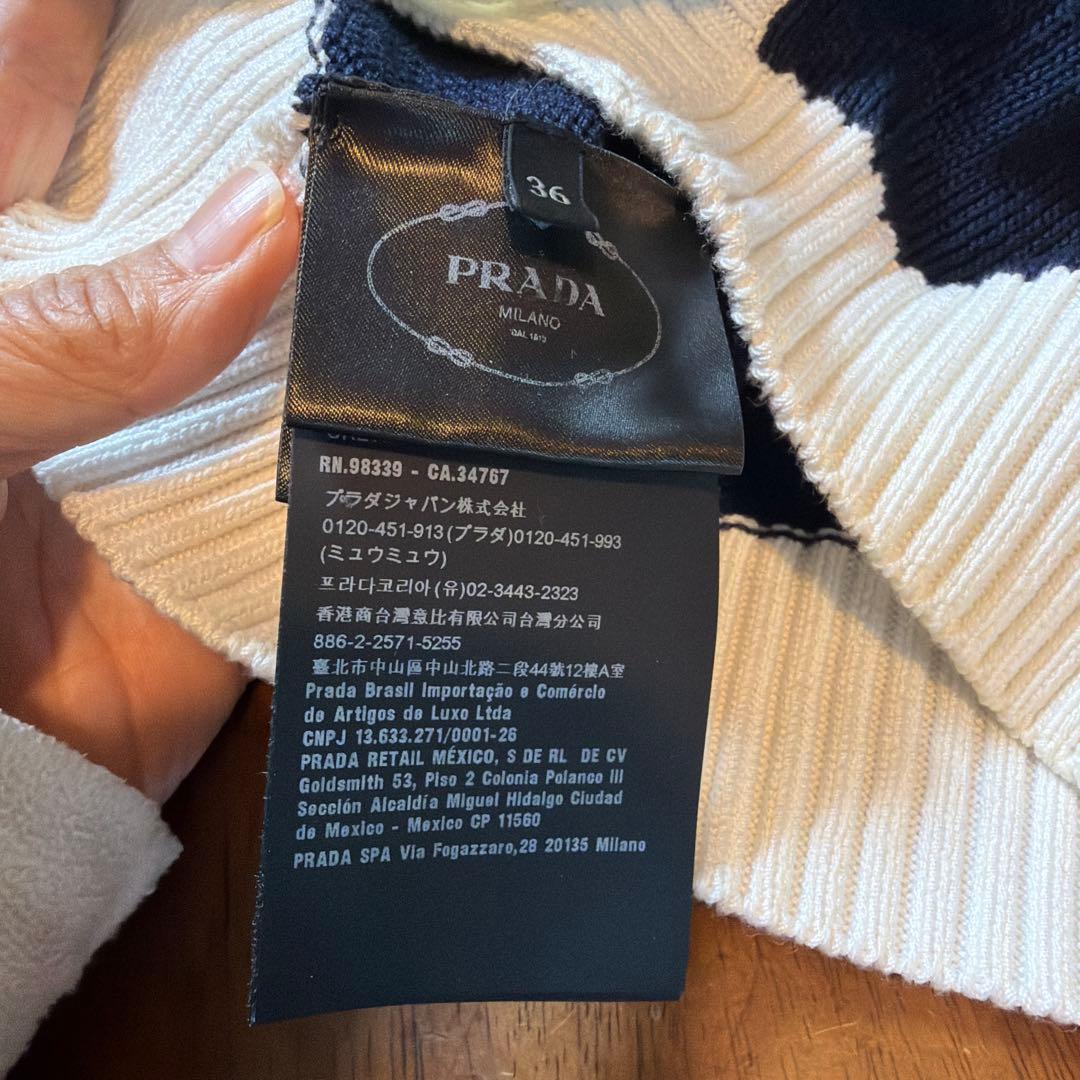 36
PRADA
MILANO
DAL 1913
RN.98339 - CA.34767
プラダジャパン株式会社
0120-451-913(プラダ)0120-451-993
(ミュウミュウ)
프라다코리아(유)02-3443-2323
香港商台灣意比有限公司台灣分公司
886-2-2571-5255
臺北市中山區中山北路二段44號12樓A室
Prada Brasil Importação e Comércio
de Artigos de Luxo Ltda
CNPJ 13.633.271/0001-26
PRADA RETAIL MÉXICO, S DE RL DE CV
Goldsmith 53, Piso 2 Colonia Polanco III
Sección Alcaldía Miguel Hidalgo Ciudad
de Mexico - Mexico CP 11560
PRADA SPA Via Fogazzaro,28 20135 Milano